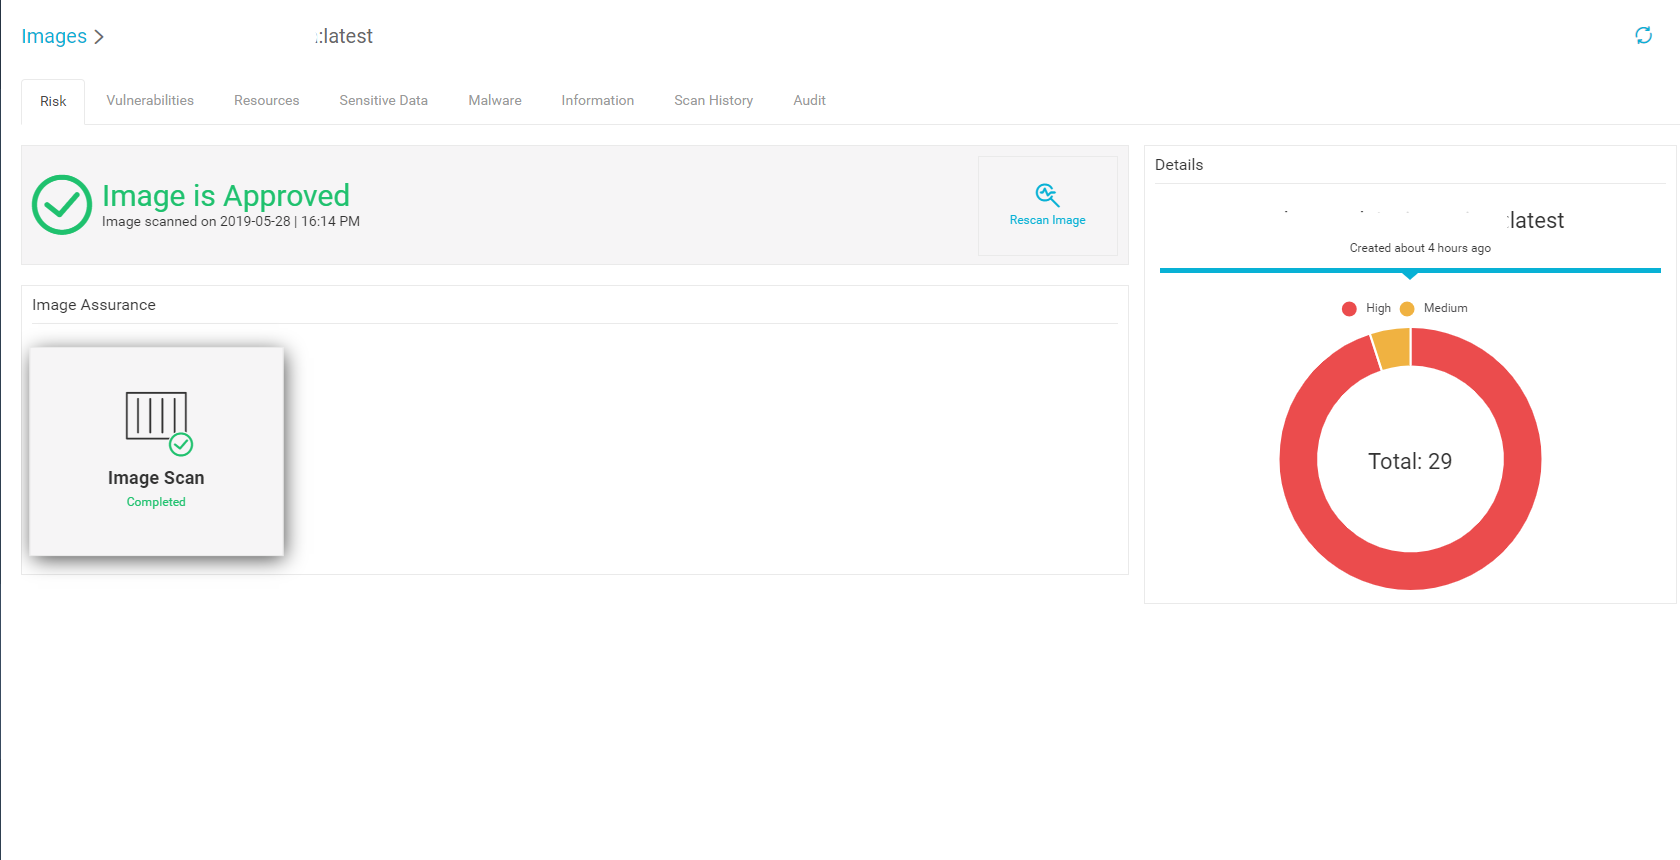 Images > :latest
Risk Vulnerabilities Resources Sensitive Data Malware Information Scan History Audit
Image is Approved
Image scanned on 2019-05-28 | 16:14 PM
Rescan Image
Image Assurance
Image Scan
Completed
Details
:latest
Created about 4 hours ago
High Medium
Total: 29